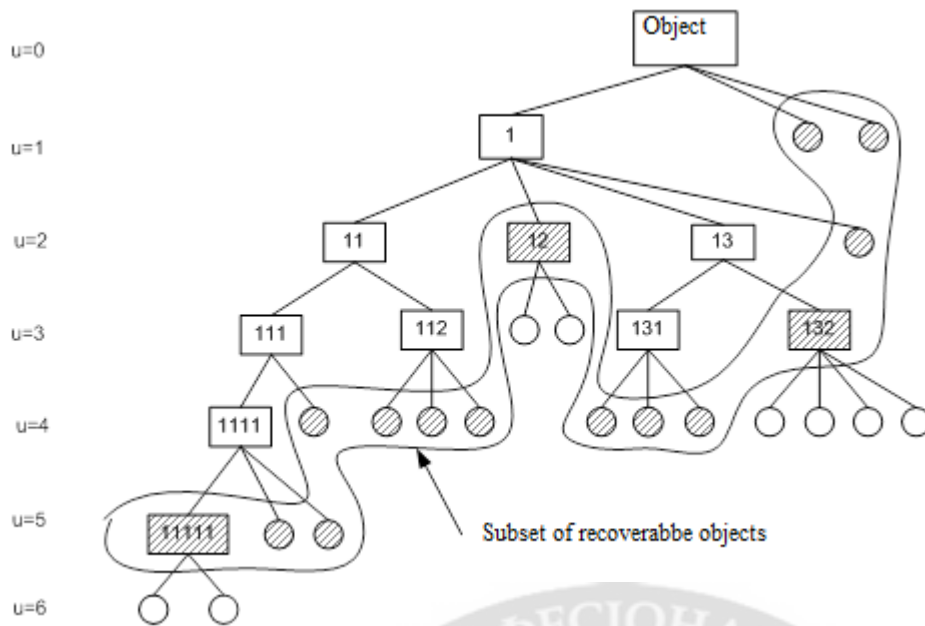 u=0
Object
u=1
1
u=2
11
12
13
u=3
111
112
131
132
u=4
1111
u=5
11111
Subset of recoverabbe objects
u=6
ФЕСІОНА